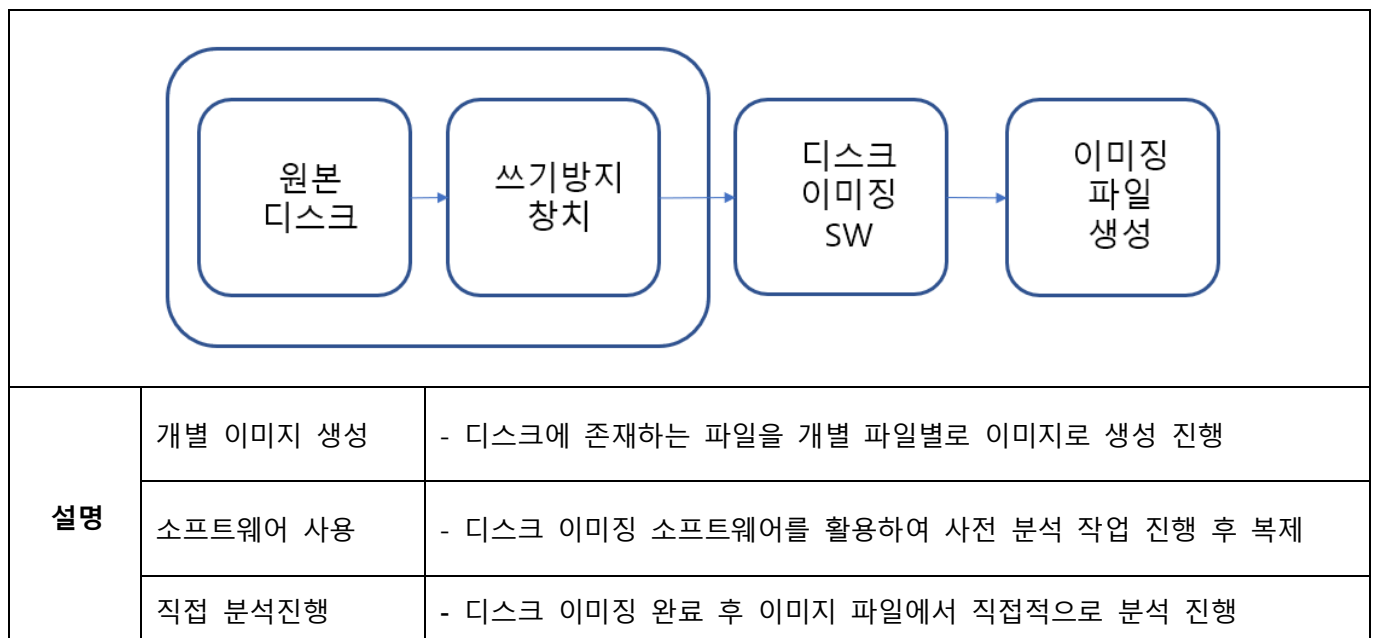 원본
디스크
쓰기방지
창치
디스크
이미징
SW
이미징
파일
생성
설명
개별 이미지 생성
- 디스크에 존재하는 파일을 개별 파일별로 이미지로 생성 진행
소프트웨어 사용
- 디스크 이미징 소프트웨어를 활용하여 사전 분석 작업 진행 후 복제
직접 분석진행
- 디스크 이미징 완료 후 이미지 파일에서 직접적으로 분석 진행